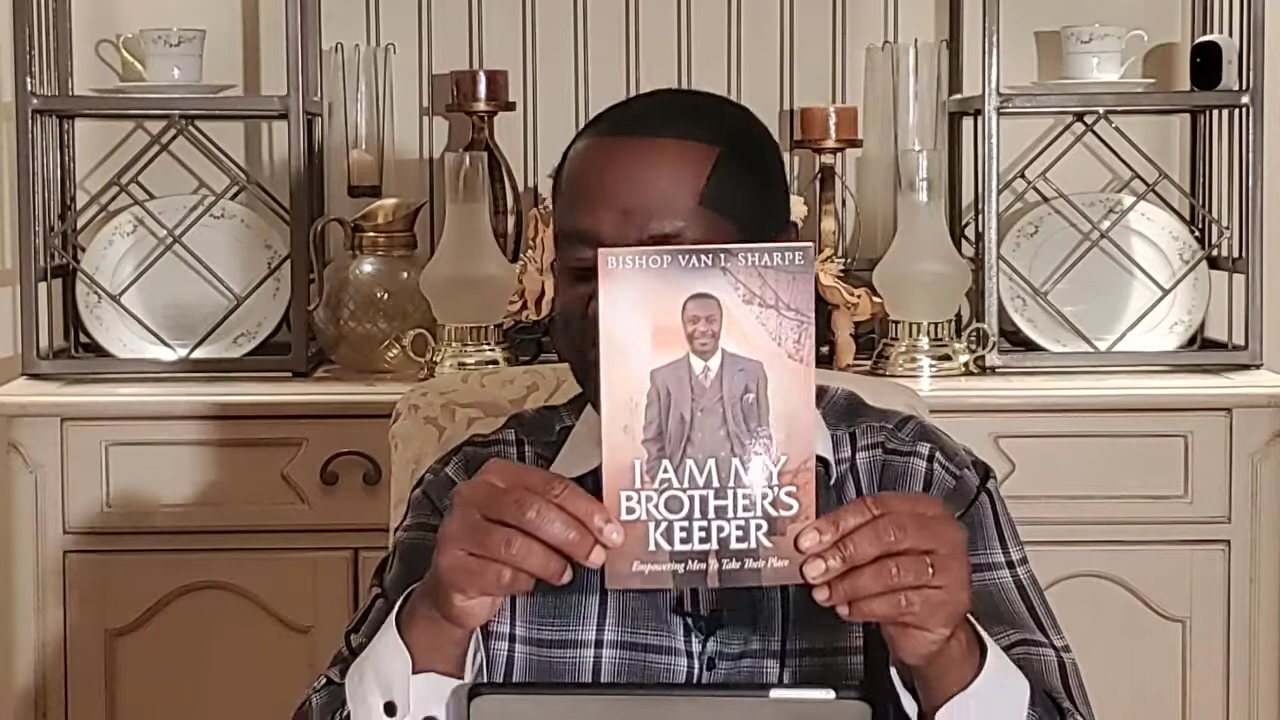 BISHOP VAN I. SHARPE
I AM MY
BROTHER'S
KEEPER
Empowering Men To Take Their Place